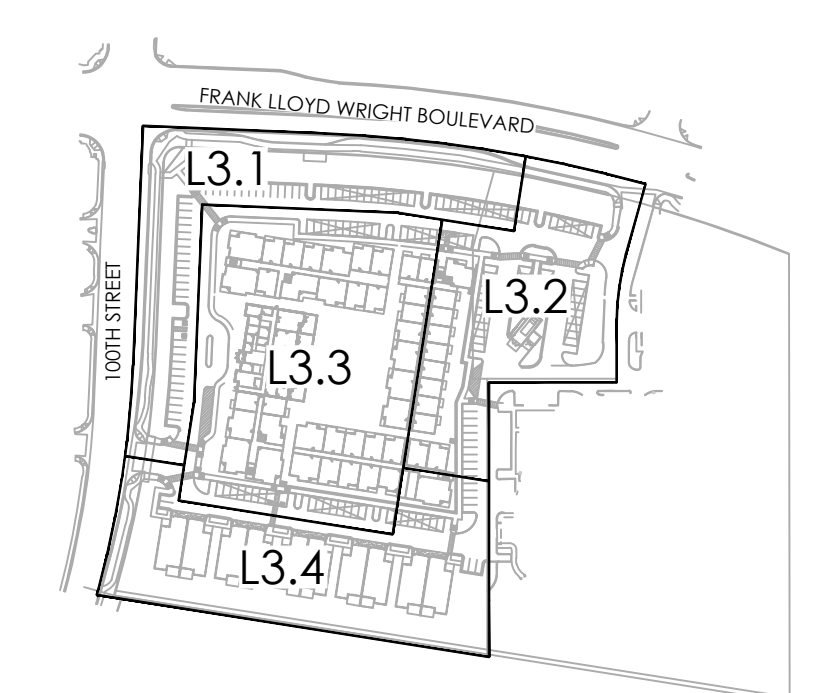 FRANK LLOYD WRIGHT BOULEVARD
L3.1
100TH STREET
L3.2
L3.3
L3.4